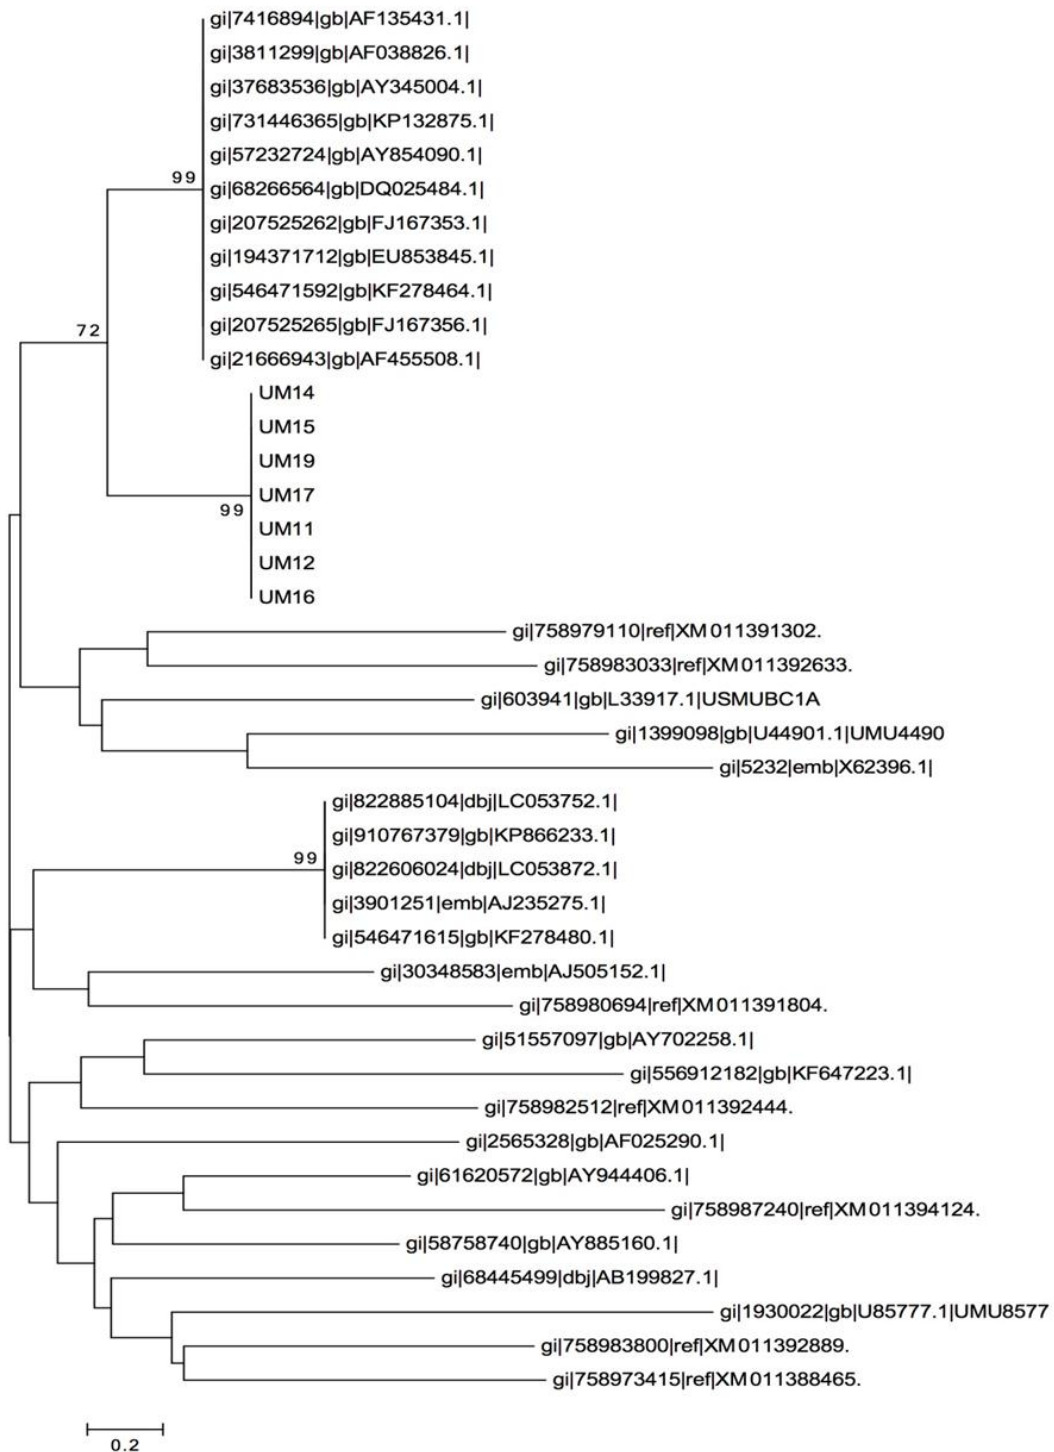 gi|7416894|gb|AF135431.1|
gi|3811299|gb|AF038826.1|
gi|37683536|gb|AY345004.1|
gi|731446365|gb|KP132875.1|
gi|57232724|gb|AY854090.1|
99
gi|68266564|gb|DQ025484.1|
gi|207525262|gb|FJ167353.1|
gi|194371712|gb|EU853845.1|
gi|546471592|gb|KF278464.1|
72
gi|207525265|gb|FJ167356.1|
gi|21666943|gb|AF455508.1|
UM14
UM15
UM19
UM17
99
UM11
UM12
UM16
gi|758979110|ref|XM 011391302.
gi|758983033|ref|XM 011392633.
gi|603941|gb|L33917.1|USMUBC1A
gi|1399098|gb|U44901.1|UMU4490
gi|5232|emb|X62396.1|
gi|822885104|dbj|LC053752.1|
gi|910767379|gb|KP866233.1|
99
gi|822606024|dbj|LC053872.1|
gi|3901251|emb|AJ235275.1|
gi|546471615|gb|KF278480.1|
gi|30348583|emb|AJ505152.1|
gi|758980694|ref|XM 011391804.
gi|51557097|gb|AY702258.1|
gi|556912182|gb|KF647223.1|
gi|758982512|ref|XM 011392444.
gi|2565328|gb|AF025290.1|
gi|61620572|gb|AY944406.1|
gi|758987240|ref|XM 011394124.
gi|58758740|gb|AY885160.1|
gi|68445499|dbj|AB199827.1|
gi|1930022|gb|U85777.1|UMU8577
gi|758983800|ref|XM 011392889.
gi|758973415|ref|XM 011388465.
0.2